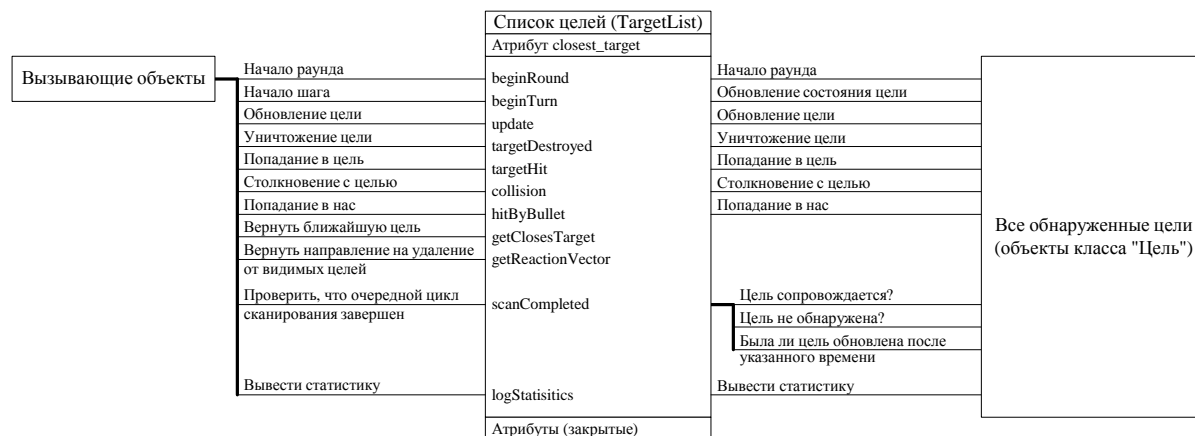 Список целей (TargetList)
Атрибут closest_target
Вызывающие объекты
Начало раунда
Начало шага
Обновление цели
Уничтожение цели
Попадание в цель
Столкновение с целью
Попадание в нас
Вернуть ближайшую цель
Вернуть направление на удаление
от видимых целей
Проверить, что очередной цикл
сканирования завершен
Вывести статистику
beginRound
beginTurn
update
targetDestroyed
targetHit
collision
hitByBullet
getClosesTarget
getReactionVector
scanCompleted
logStatisitics
Атрибуты (закрытые)
Начало раунда
Обновление состояния цели
Обновление цели
Уничтожение цели
Попадание в цель
Столкновение с целью
Попадание в нас
Цель сопровождается?
Цель не обнаружена?
Была ли цель обновлена после
указанного времени
Вывести статистику
Все обнаруженные цели
(объекты класса "Цель")